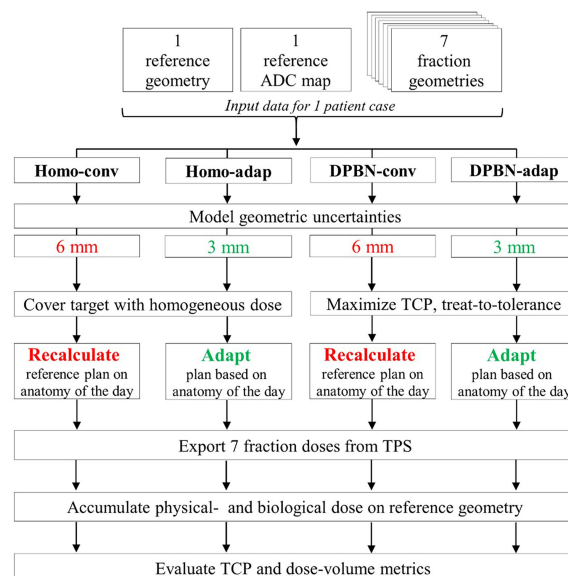 1
reference
geometry
1
reference
ADC map
7
fraction
geometries
Input data for 1 patient case
Homo-conv
Homo-adap
DPBN-conv
DPBN-adap
Model geometric uncertainties
6 mm
3 mm
6 mm
3 mm
Cover target with homogeneous dose
Maximize TCP, treat-to-tolerance
Recalculate
reference plan on
anatomy of the day
Adapt
plan based on
anatomy of the day
Recalculate
reference plan on
anatomy of the day
Adapt
plan based on
anatomy of the day
Export 7 fraction doses from TPS
Accumulate physical- and biological dose on reference geometry
Evaluate TCP and dose-volume metrics